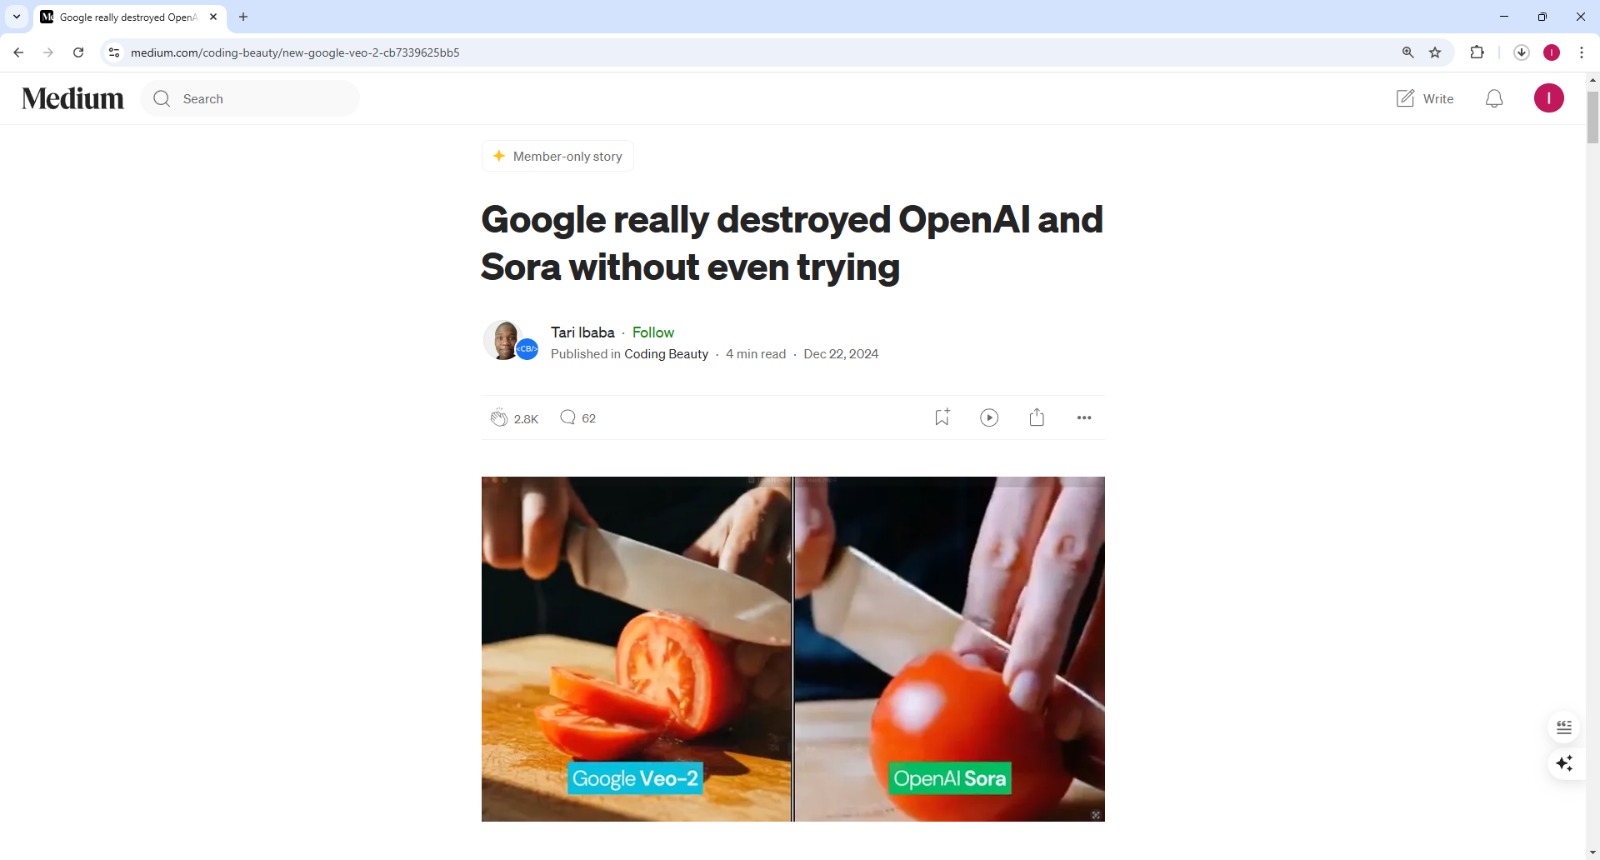 Google really destroyed OpenA
medium.com/coding-beauty/new-google-veo-2-cb7339625bb5
I
Medium
Search
Write
I
Member-only story
Google really destroyed OpenAI and
Sora without even trying
Tari Ibaba · Follow
<CB/>
Published in Coding Beauty · 4 min read · Dec 22, 2024
2.8K
62
Google Veo-2
OpenAI Sora